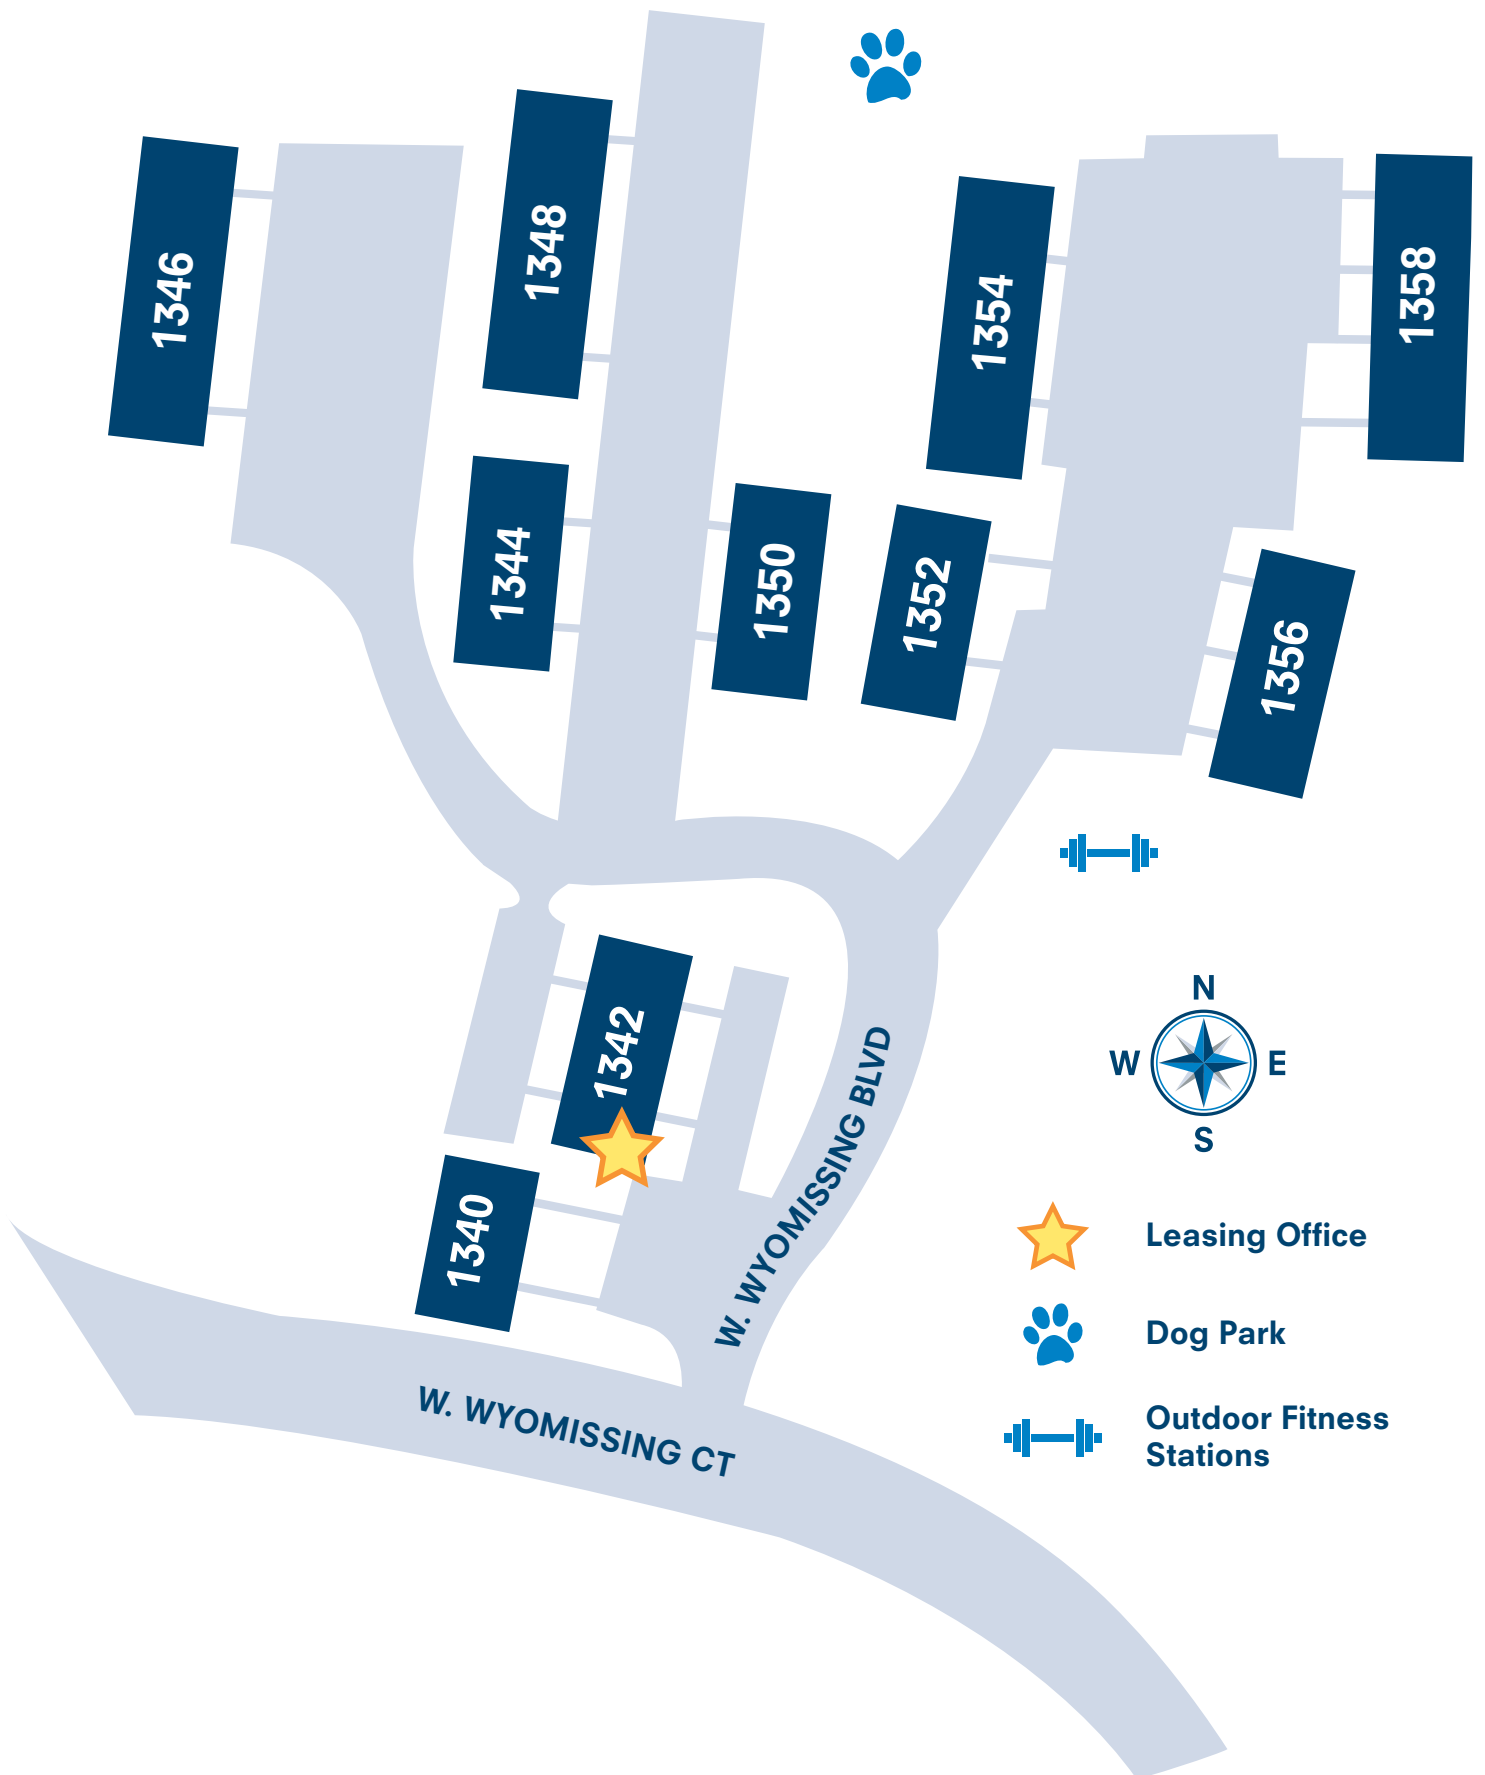 1346
1348
1354
1358
1344
1350
1352
1356
1342
1340
W. WYOMISSING BLVD
W. WYOMISSING CT
N
W
E
S
Leasing Office
Dog Park
Outdoor Fitness
Stations